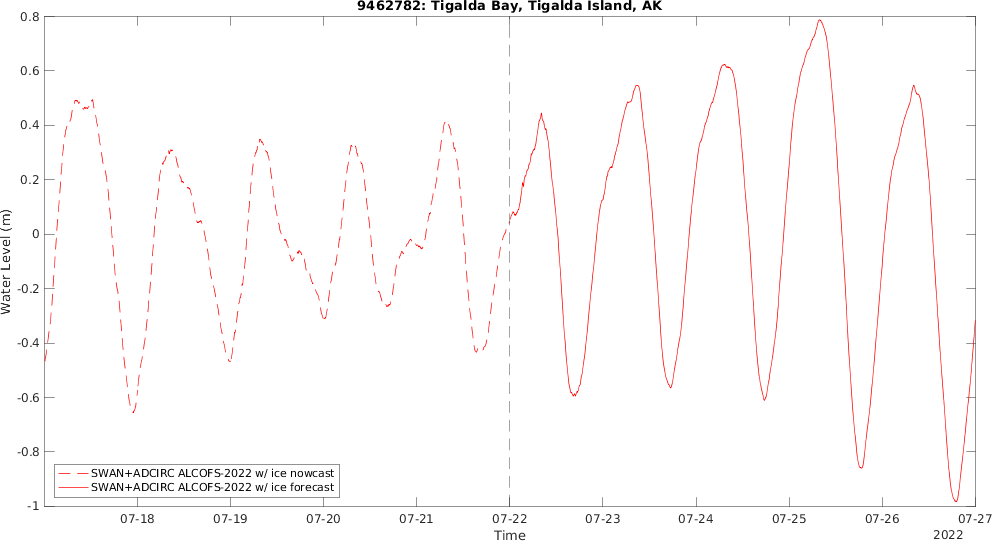 9462782: Tigalda Bay, Tigalda Island, AK
0.8
0.6
0.4
0.2
0
-0.2
-0.4
-0.6
-0.8
-1
Water Level (m)
SWAN+ADCIRC ALCOFS-2022 w/ ice nowcast
SWAN+ADCIRC ALCOFS-2022 w/ ice forecast
07-18 07-19 07-20 07-21 07-22 07-23 07-24 07-25 07-26 07-27
Time
2022